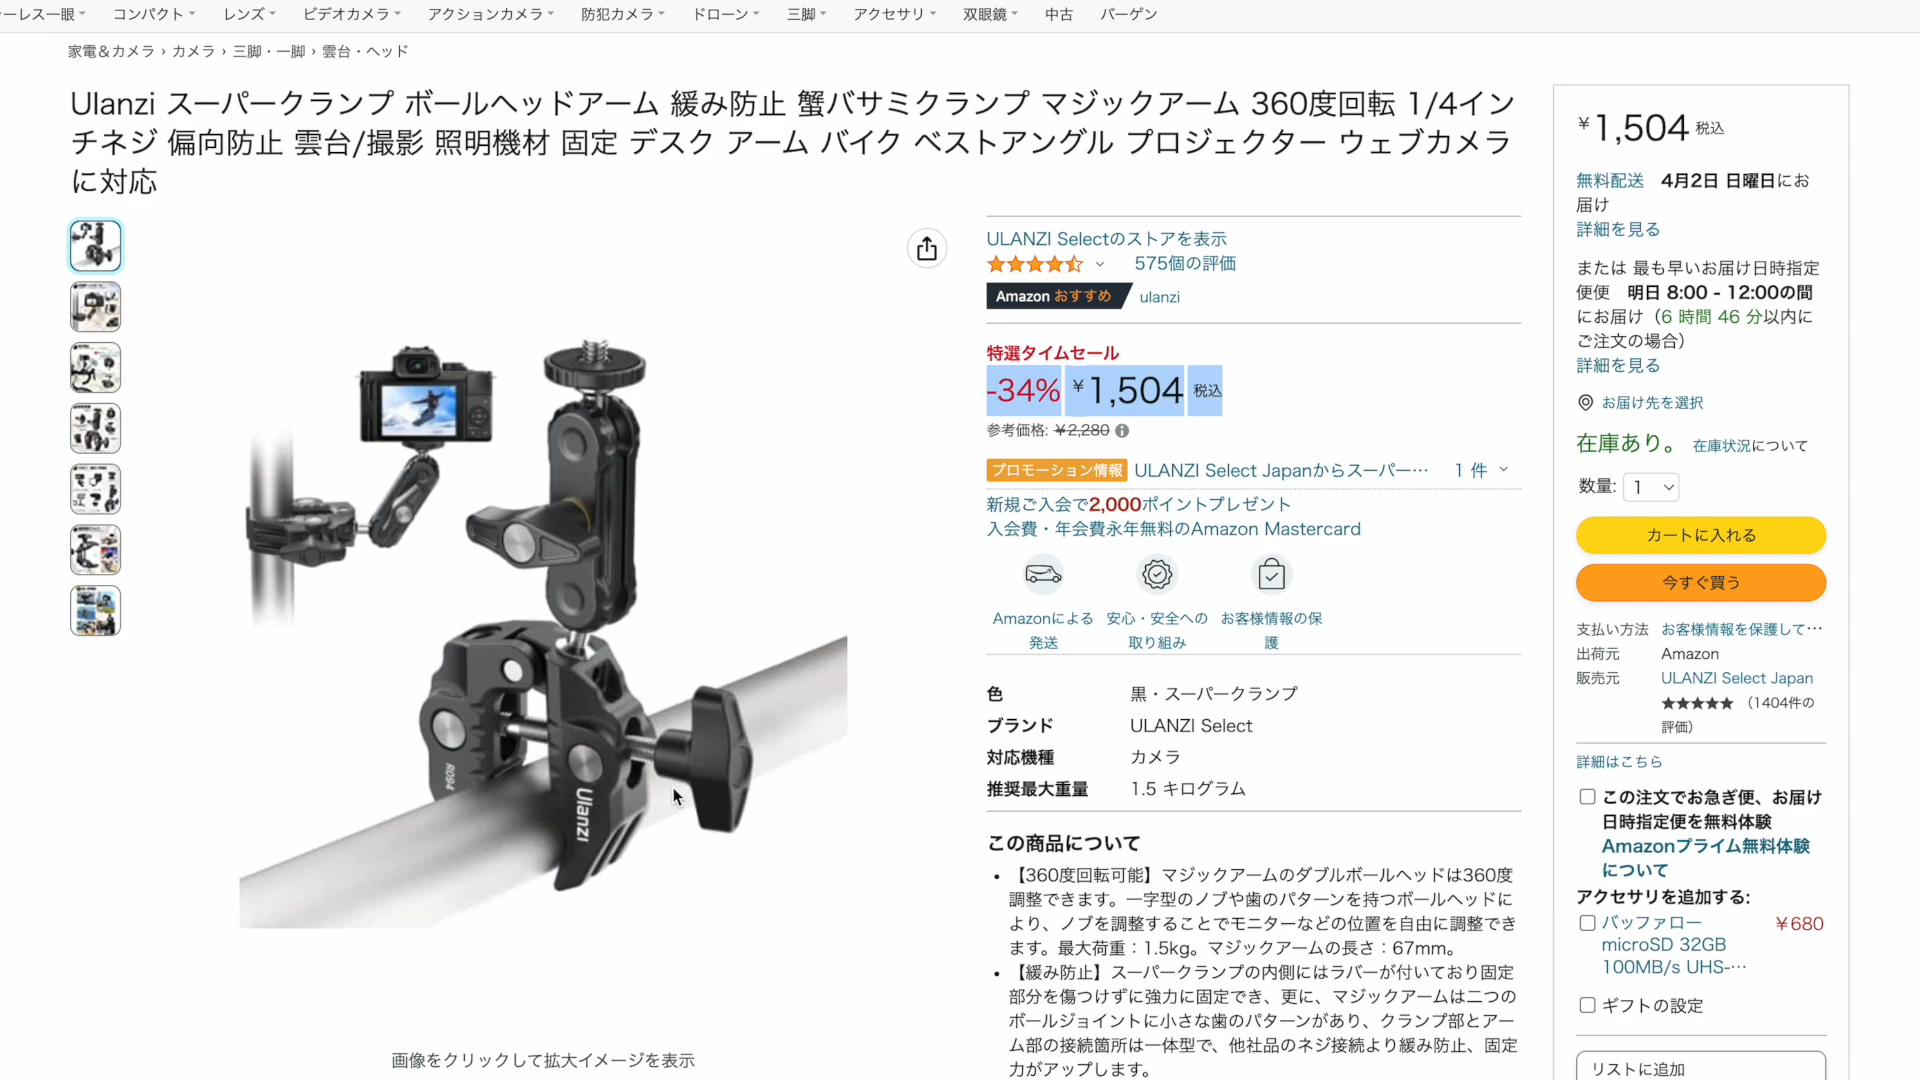 ーレス一眼
コンパクト
レンズ
ビデオカメラ
アクションカメラ
防犯カメラ
ドローン
三脚
アクセサリ
双眼鏡
中古
バーゲン
家電＆カメラ › カメラ › 三脚・一脚 › 雲台・ヘッド
Ulanzi スーパークランプ ボールヘッドアーム 緩み防止 蟹バサミクランプ マジックアーム 360度回転 1/4イン
チネジ 偏向防止 雲台/撮影 照明機材 固定 デスク アーム バイク ベストアングル プロジェクター ウェブカメラ
に対応
R094
Ulanzi
画像をクリックして拡大イメージを表示
ULANZI Selectのストアを表示
575個の評価
Amazon おすすめ ulanzi
特選タイムセール
-34% ￥1,504 税込
参考価格: ￥2,280
プロモーション情報 ULANZI Select Japanからスーパー… 1 件
新規ご入会で2,000ポイントプレゼント
入会費・年会費永年無料のAmazon Mastercard
Amazonによる
発送
安心・安全への
取り組み
お客様情報の保
護
色 黒・スーパークランプ
ブランド ULANZI Select
対応機種 カメラ
推奨最大重量 1.5 キログラム
この商品について
• 【360度回転可能】マジックアームのダブルボールヘッドは360度
調整できます。一字型のノブや歯のパターンを持つボールヘッドに
より、ノブを調整することでモニターなどの位置を自由に調整でき
ます。最大荷重：1.5kg。マジックアームの長さ：67mm。
• 【緩み防止】スーパークランプの内側にはラバーが付いており固定
部分を傷つけずに強力に固定でき、更に、マジックアームは二つの
ボールジョイントに小さな歯のパターンがあり、クランプ部とアー
ム部の接続箇所は一体型で、他社品のネジ接続より緩み防止、固定
力がアップします。
￥1,504 税込
無料配送 4月2日 日曜日にお
届け
詳細を見る
または 最も早いお届け日時指定
便便 明日 8:00 - 12:00の間
にお届け（6 時間 46 分以内に
ご注文の場合）
詳細を見る
お届け先を選択
在庫あり。 在庫状況について
数量: 1
カートに入れる
今すぐ買う
支払い方法 お客様情報を保護して…
出荷元 Amazon
販売元 ULANZI Select Japan
★★★★★ （1404件の
評価）
詳細はこちら
この注文でお急ぎ便、お届け
日時指定便を無料体験
Amazonプライム無料体験
について
アクセサリを追加する:
バッファロー ￥680
microSD 32GB
100MB/s UHS-…
ギフトの設定
リストに追加